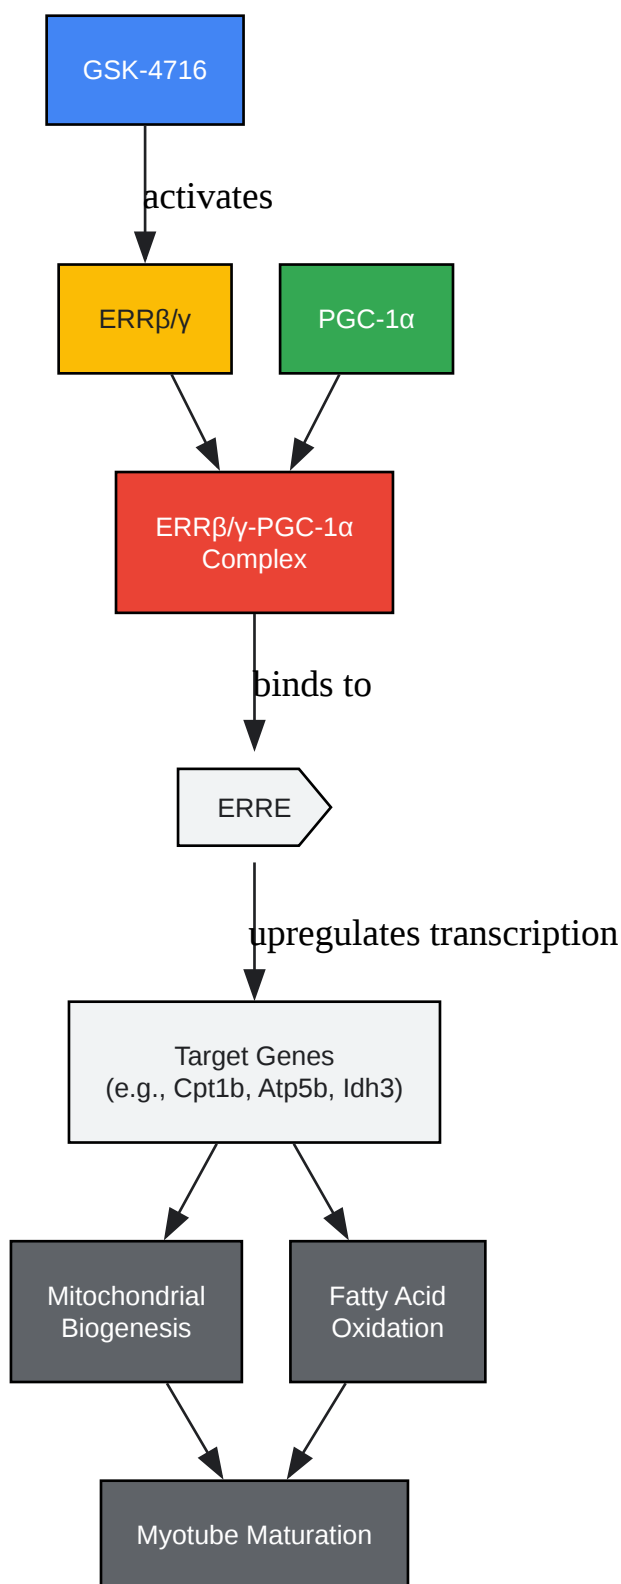 GSK-4716
activates
ERRβ/γ
PGC-1α
ERRβ/γ-PGC-1α
Complex
binds to
ERRE
upregulates transcription
Target Genes
(e.g., Cpt1b, Atp5b, Idh3)
Mitochondrial
Biogenesis
Fatty Acid
Oxidation
Myotube Maturation